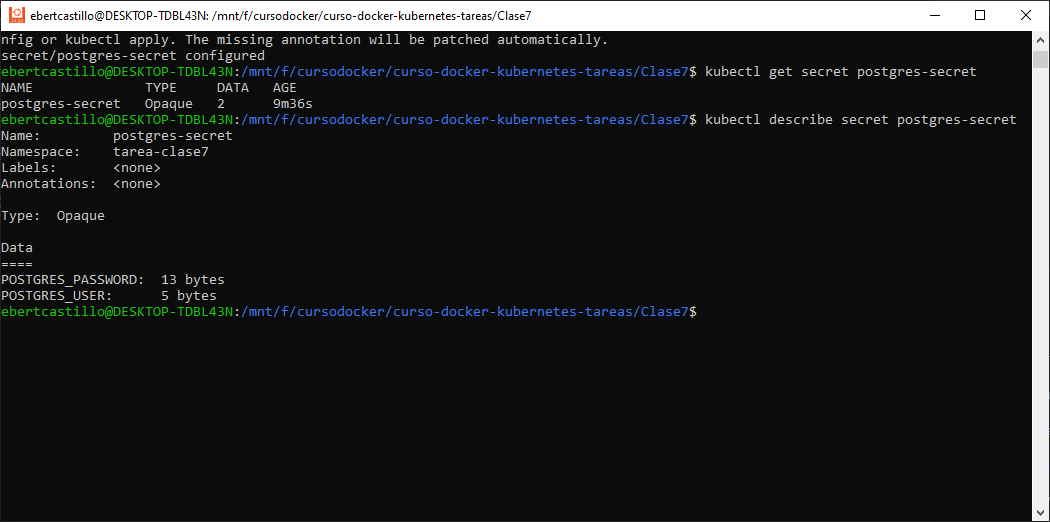 ebertcastillo@DESKTOP-TDBL43N: /mnt/f/cursodocker/curso-docker-kubernetes-tareas/Clase7
nfig or kubectl apply. The missing annotation will be patched automatically.
secret/postgres-secret configured
ebertcastillo@DESKTOP-TDBL43N:/mnt/f/cursodocker/curso-docker-kubernetes-tareas/Clase7$ kubectl get secret postgres-secret
NAME              TYPE     DATA   AGE
postgres-secret   Opaque   2      9m36s
ebertcastillo@DESKTOP-TDBL43N:/mnt/f/cursodocker/curso-docker-kubernetes-tareas/Clase7$ kubectl describe secret postgres-secret
Name:         postgres-secret
Namespace:    tarea-clase7
Labels:       <none>
Annotations:  <none>

Type:  Opaque

Data
====
POSTGRES_PASSWORD:  13 bytes
POSTGRES_USER:      5 bytes
ebertcastillo@DESKTOP-TDBL43N:/mnt/f/cursodocker/curso-docker-kubernetes-tareas/Clase7$